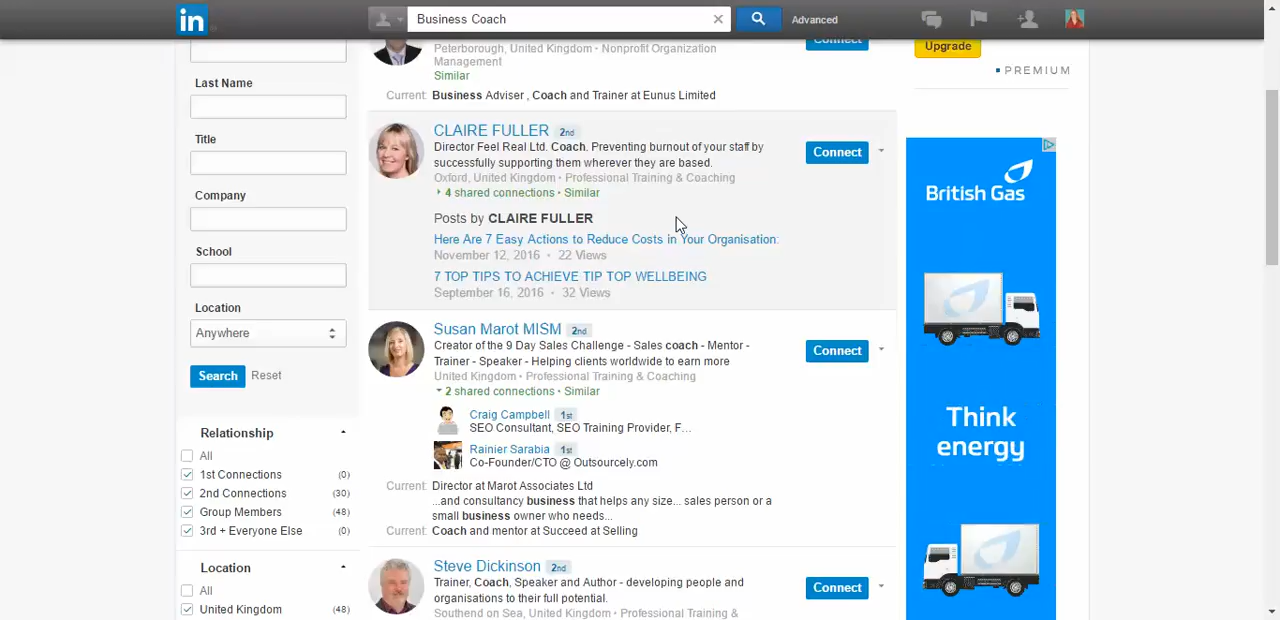 in
Business Coach
Advanced
Peterborough, United Kingdom • Nonprofit Organization
Management
Similar
Current: Business Adviser , Coach and Trainer at Eunus Limited
Connect
Upgrade
PREMIUM
Last Name
Title
Company
School
Location
Anywhere
Search
Reset
Relationship
All
1st Connections (0)
2nd Connections (30)
Group Members (48)
3rd + Everyone Else (0)
Location
All
United Kingdom (48)
CLAIRE FULLER 2nd
Director Feel Real Ltd. Coach. Preventing burnout of your staff by
successfully supporting them wherever they are based.
Oxford, United Kingdom • Professional Training & Coaching
4 shared connections • Similar
Connect
Posts by CLAIRE FULLER
Here Are 7 Easy Actions to Reduce Costs in Your Organisation:
November 12, 2016 • 22 Views
7 TOP TIPS TO ACHIEVE TIP TOP WELLBEING
September 16, 2016 • 32 Views
Susan Marot MISM 2nd
Creator of the 9 Day Sales Challenge - Sales coach - Mentor -
Trainer - Speaker - Helping clients worldwide to earn more
United Kingdom • Professional Training & Coaching
2 shared connections • Similar
Connect
Craig Campbell 1st
SEO Consultant, SEO Training Provider, F…
Rainier Sarabia 1st
Co-Founder/CTO @ Outsourcely.com
Current: Director at Marot Associates Ltd
...and consultancy business that helps any size... sales person or a
small business owner who needs...
Current: Coach and mentor at Succeed at Selling
Steve Dickinson 2nd
Trainer, Coach, Speaker and Author - developing people and
organisations to their full potential.
Southend on Sea, United Kingdom • Professional Training &
Connect
British Gas
Think
energy